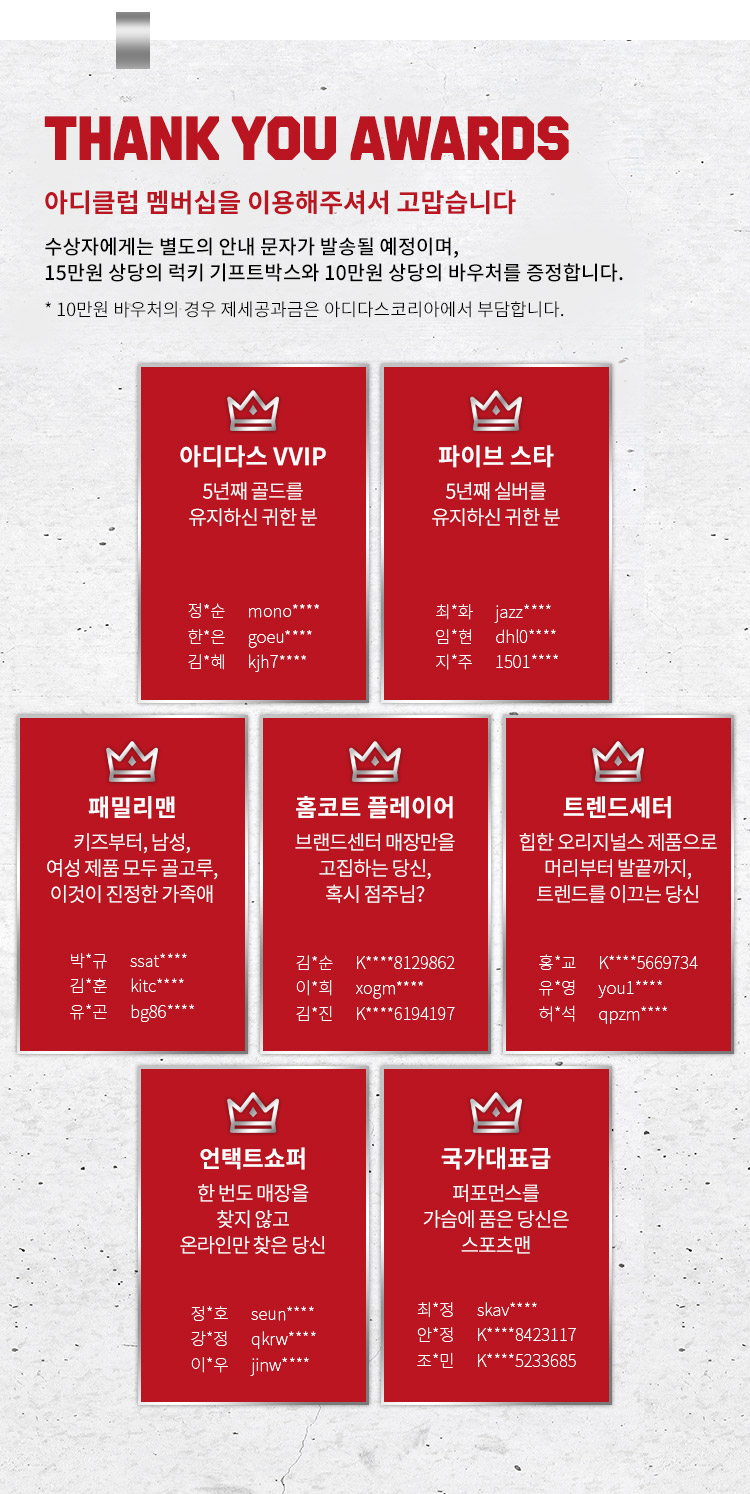 THANK YOU AWARDS
아디클럽 멤버십을 이용해주셔서 고맙습니다
수상자에게는 별도의 안내 문자가 발송될 예정이며,
15만원 상당의 럭키 기프트박스와 10만원 상당의 바우처를 증정합니다.
* 10만원 바우처의 경우 제세공과금은 아디다스코리아에서 부담합니다.
아디다스 VVIP
5년째 골드를
유지하신 귀한 분
정*순 mono****
한*은 goeu****
김*혜 kjh7****
파이브 스타
5년째 실버를
유지하신 귀한 분
최*화 jazz****
임*현 dhl0****
지*주 1501****
패밀리맨
키즈부터, 남성,
여성 제품 모두 골고루,
이것이 진정한 가족애
박*규 ssat****
김*훈 kitc****
유*곤 bg86****
홈코트 플레이어
브랜드센터 매장만을
고집하는 당신,
혹시 점주님?
김*순 K****8129862
이*희 xogm****
김*진 K****6194197
트렌드세터
힙한 오리지널스 제품으로
머리부터 발끝까지,
트렌드를 이끄는 당신
홍*교 K****5669734
유*영 you1****
허*석 qpzm****
언택트쇼퍼
한 번도 매장을
찾지 않고
온라인만 찾은 당신
정*호 seun****
강*정 qkrw****
이*우 jinw****
국가대표급
퍼포먼스를
가슴에 품은 당신은
스포츠맨
최*정 skav****
안*정 K****8423117
조*민 K****5233685